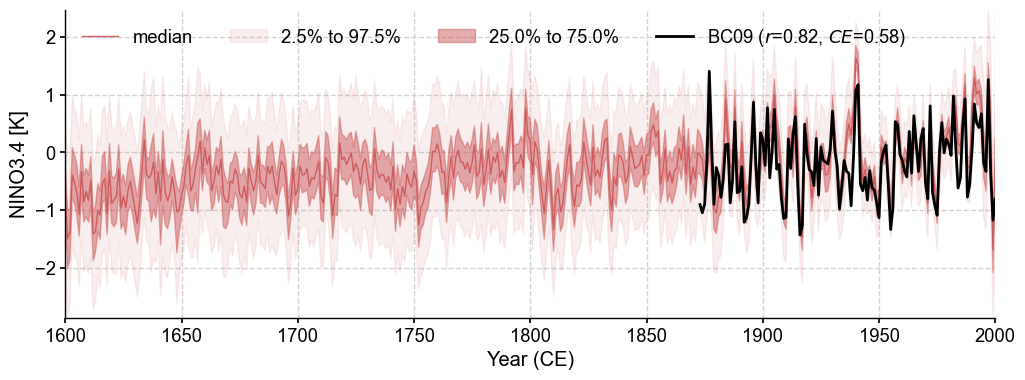 median 2.5% to 97.5% 25.0% to 75.0% BC09 (r=0.82, CE=0.58)
NINO3.4 [K]
2
1
0
−1
−2
1600 1650 1700 1750 1800 1850 1900 1950 2000
Year (CE)